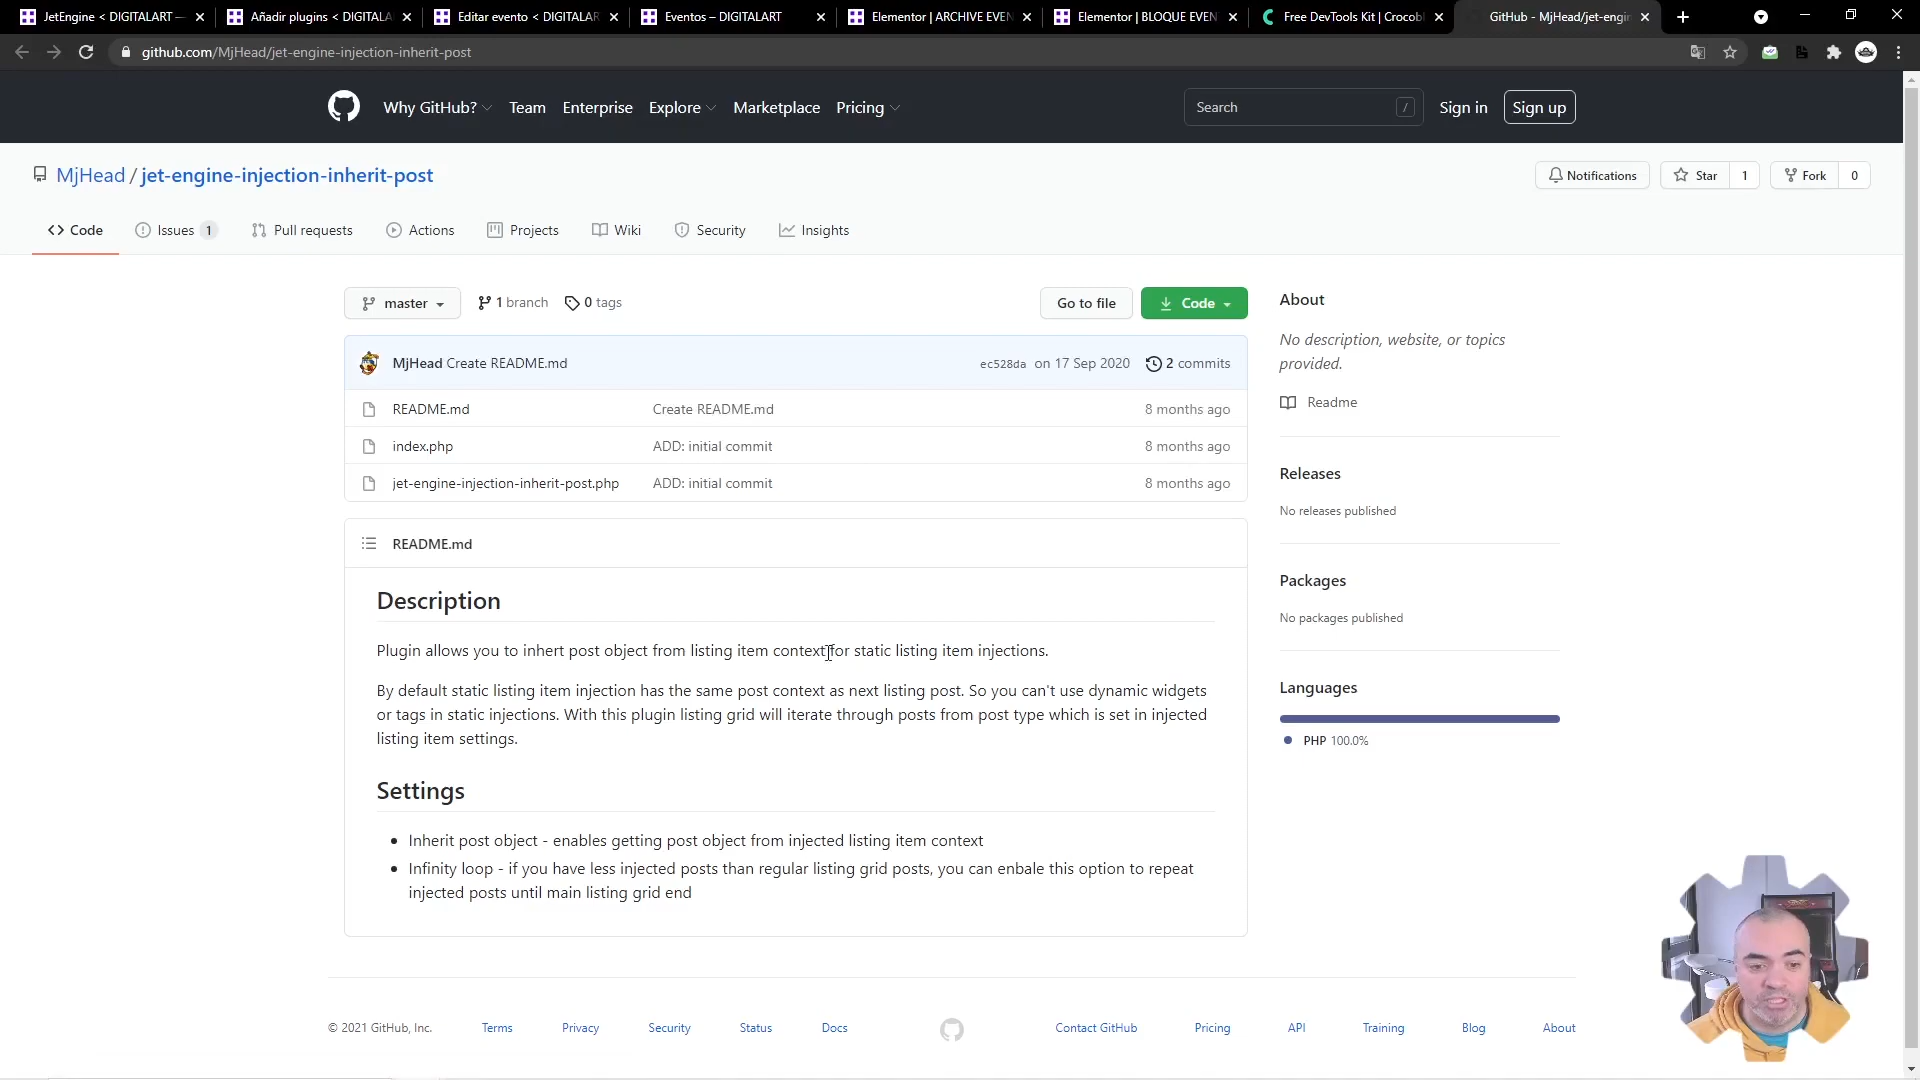 JetEngine < DIGITALART —
Añadir plugins < DIGITALA
Editar evento < DIGITALAR
Eventos – DIGITALART
Elementor | ARCHIVE EVEN
Elementor | BLOQUE EVEN
Free DevTools Kit | Crocobl
GitHub - MjHead/jet-engin
github.com/MjHead/jet-engine-injection-inherit-post
Why GitHub?
Team
Enterprise
Explore
Marketplace
Pricing
Search
/
Sign in
Sign up
MjHead / jet-engine-injection-inherit-post
Notifications
Star 1
Fork 0
Code
Issues 1
Pull requests
Actions
Projects
Wiki
Security
Insights
master
1 branch
0 tags
Go to file
Code
MjHead Create README.md
ec528da on 17 Sep 2020
2 commits
README.md Create README.md 8 months ago
index.php ADD: initial commit 8 months ago
jet-engine-injection-inherit-post.php ADD: initial commit 8 months ago
README.md
Description
Plugin allows you to inhert post object from listing item context for static listing item injections.
By default static listing item injection has the same post context as next listing post. So you can't use dynamic widgets
or tags in static injections. With this plugin listing grid will iterate through posts from post type which is set in injected
listing item settings.
Settings
• Inherit post object - enables getting post object from injected listing item context
• Infinity loop - if you have less injected posts than regular listing grid posts, you can enbale this option to repeat
injected posts until main listing grid end
About
No description, website, or topics
provided.
Readme
Releases
No releases published
Packages
No packages published
Languages
PHP 100.0%
© 2021 GitHub, Inc.
Terms
Privacy
Security
Status
Docs
Contact GitHub
Pricing
API
Training
Blog
About